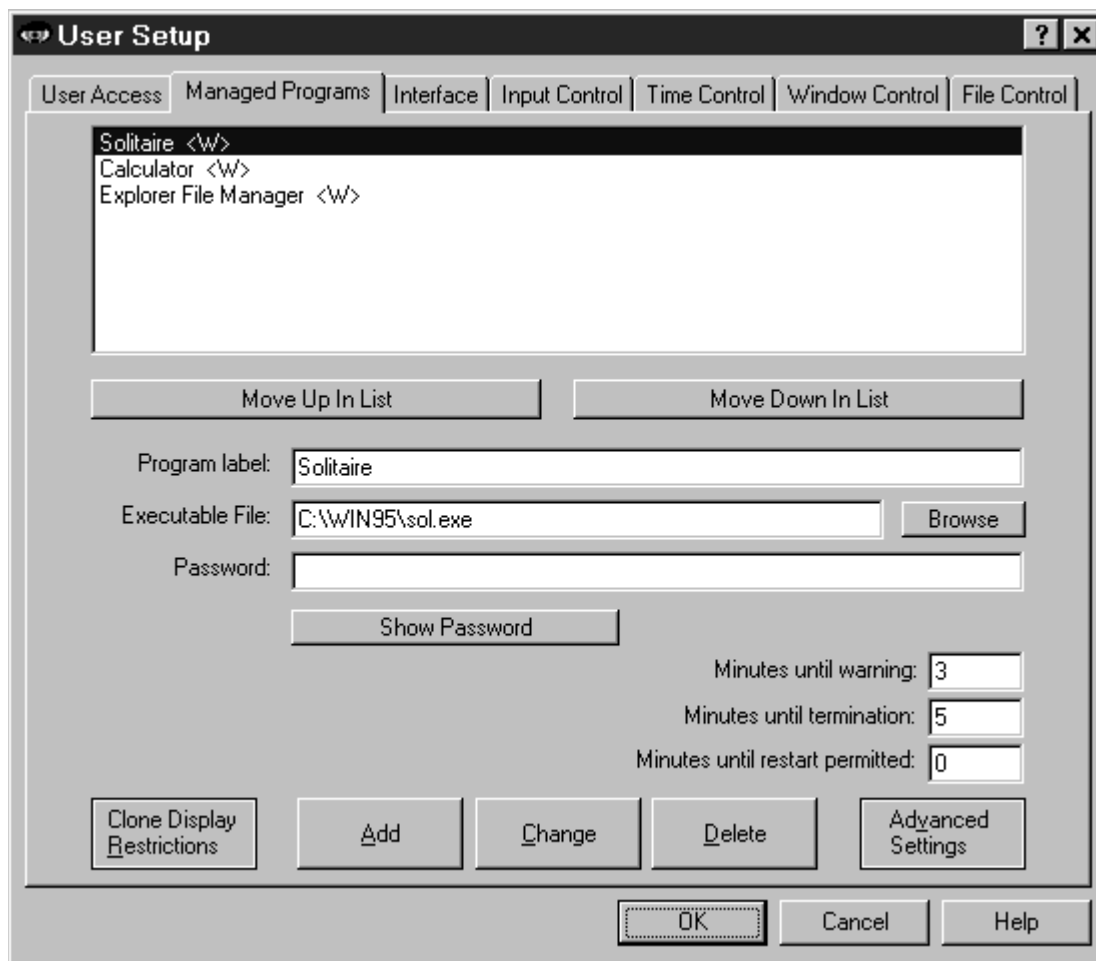 User Setup
? X
User Access Managed Programs Interface Input Control Time Control Window Control File Control
Solitaire <W>
Calculator <W>
Explorer File Manager <W>
Move Up In List Move Down In List
Program label: Solitaire
Executable File: C:\WIN95\sol.exe Browse
Password:
Show Password
Minutes until warning: 3
Minutes until termination: 5
Minutes until restart permitted: 0
Clone Display
Restrictions
Add Change Delete
Advanced
Settings
OK Cancel Help